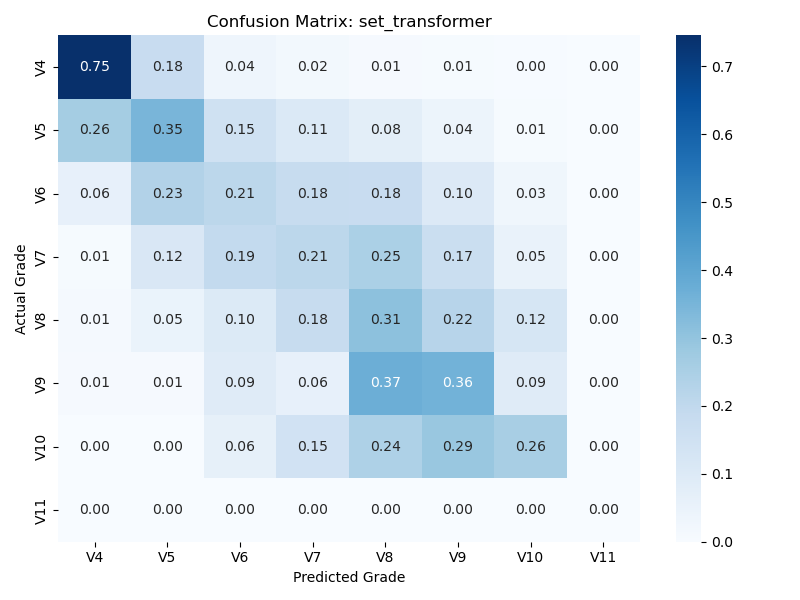 Confusion Matrix: set_transformer
V4 0.75 0.18 0.04 0.02 0.01 0.01 0.00 0.00
V5 0.26 0.35 0.15 0.11 0.08 0.04 0.01 0.00
V6 0.06 0.23 0.21 0.18 0.18 0.10 0.03 0.00
V7 0.01 0.12 0.19 0.21 0.25 0.17 0.05 0.00
V8 0.01 0.05 0.10 0.18 0.31 0.22 0.12 0.00
V9 0.01 0.01 0.09 0.06 0.37 0.36 0.09 0.00
V10 0.00 0.00 0.06 0.15 0.24 0.29 0.26 0.00
V11 0.00 0.00 0.00 0.00 0.00 0.00 0.00 0.00
V4 V5 V6 V7 V8 V9 V10 V11
Predicted Grade
Actual Grade
0.7
0.6
0.5
0.4
0.3
0.2
0.1
0.0